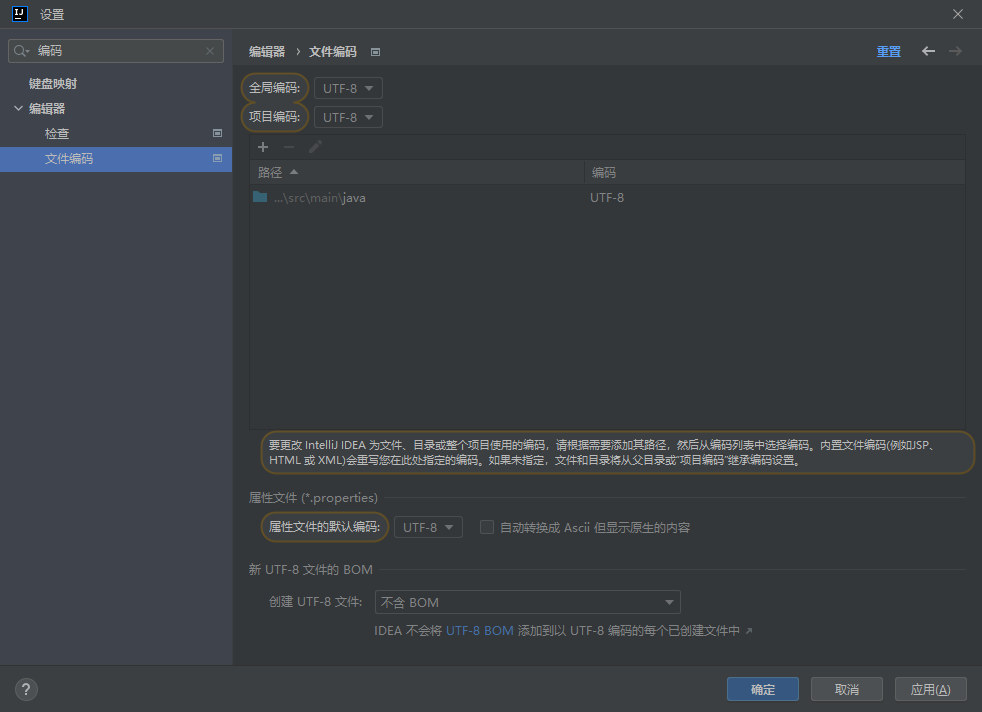 IJ
设置
编码
键盘映射
编辑器
检查
文件编码
编辑器 › 文件编码
重置
全局编码: UTF-8
项目编码: UTF-8
路径 编码
...\src\main\java UTF-8
要更改 IntelliJ IDEA 为文件、目录或整个项目使用的编码，请根据需要添加其路径，然后从编码列表中选择编码。内置文件编码(例如JSP、
HTML 或 XML)会重写您在此处指定的编码。如果未指定，文件和目录将从父目录或"项目编码"继承编码设置。
属性文件 (*.properties)
属性文件的默认编码: UTF-8 自动转换成 Ascii 但显示原生的内容
新 UTF-8 文件的 BOM
创建 UTF-8 文件: 不含 BOM
IDEA 不会将 UTF-8 BOM 添加到以 UTF-8 编码的每个已创建文件中 ↗
? 确定 取消 应用(A)